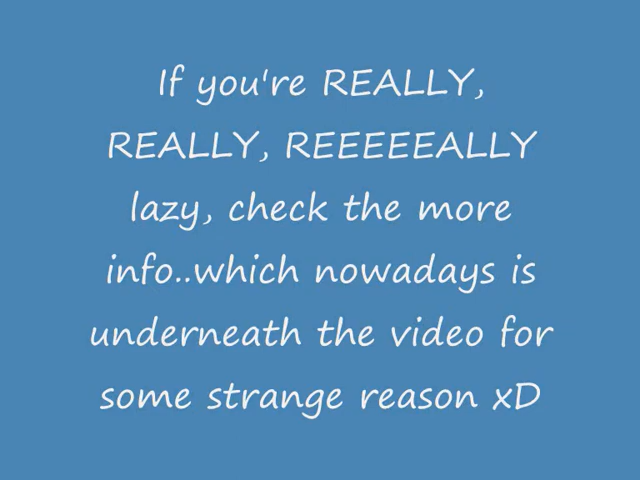 If you're REALLY,
REALLY, REEEEEALLY
lazy, check the more
info..which nowadays is
underneath the video for
some strange reason xD